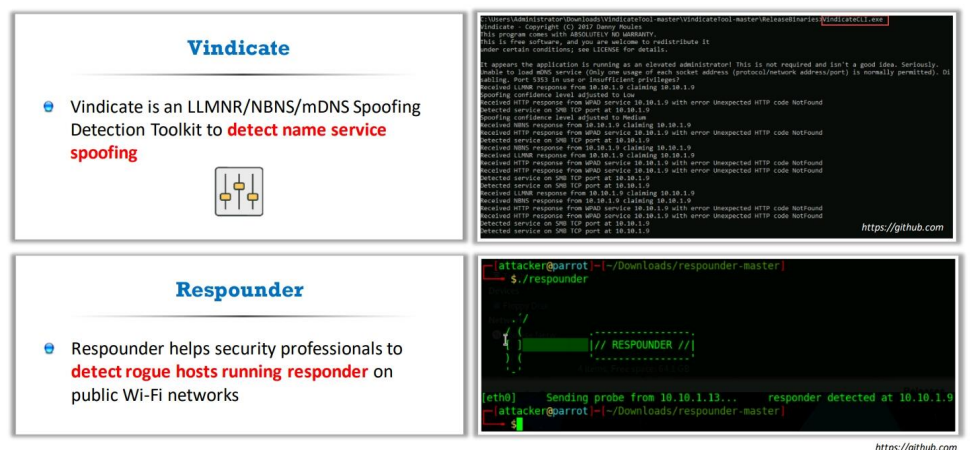 Vindicate
Vindicate is an LLMNR/NBNS/mDNS Spoofing
Detection Toolkit to detect name service
spoofing
C:\Users\Administrator\Downloads\VindicateTool-master\VindicateTool-master\ReleaseBinaries>VindicateCLI.exe
Vindicate - Copyright (C) 2017 Danny Moules
This program comes with ABSOLUTELY NO WARRANTY.
This is free software, and you are welcome to redistribute it
under certain conditions; see LICENSE for details.
It appears the application is running as an elevated administrator! This is not required and isn't a good idea. Seriously.
Unable to load mDNS service (Only one usage of each socket address (protocol/network address/port) is normally permitted). Di
sabling. Port 5353 in use or insufficient privileges?
Received LLMNR response from 10.10.1.9 claiming 10.10.1.9
Spoofing confidence level adjusted to Low
Received HTTP response from WPAD service 10.10.1.9 with error Unexpected HTTP code NotFound
Detected service on SMB TCP port at 10.10.1.9
Spoofing confidence level adjusted to Medium
Received NBNS response from 10.10.1.9 claiming 10.10.1.9
Received HTTP response from WPAD service 10.10.1.9 with error Unexpected HTTP code NotFound
Detected service on SMB TCP port at 10.10.1.9
Received NBNS response from 10.10.1.9 claiming 10.10.1.9
Received LLMNR response from 10.10.1.9 claiming 10.10.1.9
Received HTTP response from WPAD service 10.10.1.9 with error Unexpected HTTP code NotFound
Received HTTP response from WPAD service 10.10.1.9 with error Unexpected HTTP code NotFound
Detected service on SMB TCP port at 10.10.1.9
Detected service on SMB TCP port at 10.10.1.9
Received LLMNR response from 10.10.1.9 claiming 10.10.1.9
Received NBNS response from 10.10.1.9 claiming 10.10.1.9
Received HTTP response from WPAD service 10.10.1.9 with error Unexpected HTTP code NotFound
Received HTTP response from WPAD service 10.10.1.9 with error Unexpected HTTP code NotFound
Detected service on SMB TCP port at 10.10.1.9
Detected service on SMB TCP port at 10.10.1.9
https://github.com
Respounder
Respounder helps security professionals to
detect rogue hosts running responder on
public Wi-Fi networks
[attacker@parrot]-[~/Downloads/respounder-master]
$./respounder
|// RESPOUNDER //|
[eth0] Sending probe from 10.10.1.13... responder detected at 10.10.1.9
[attacker@parrot]-[~/Downloads/respounder-master]
$
https://github.com